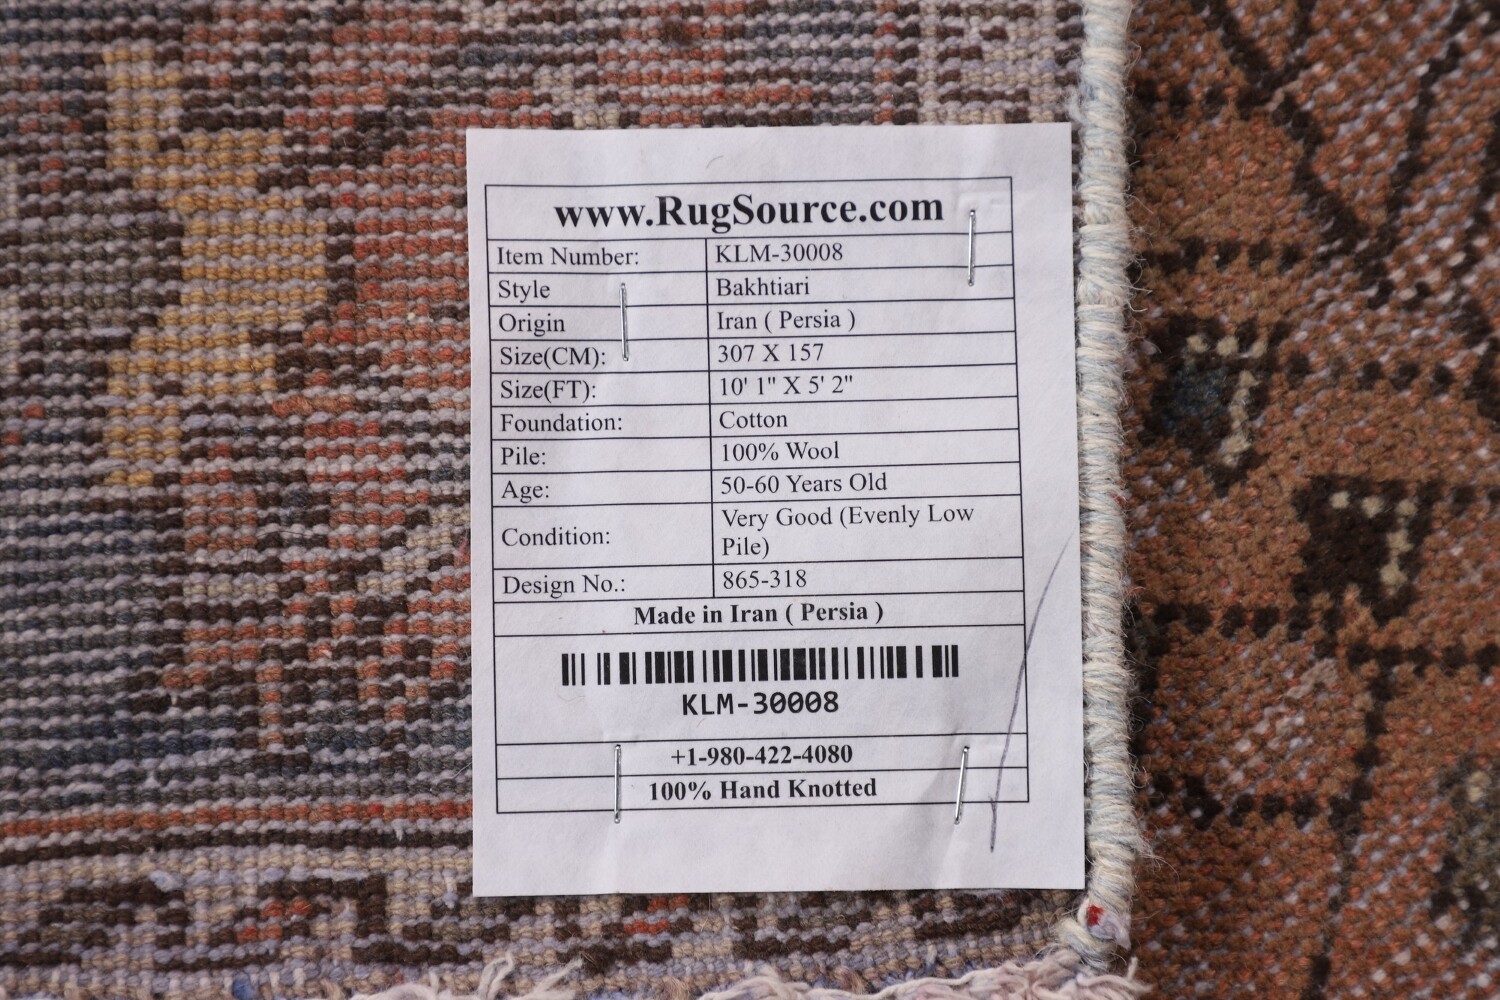 www.RugSource.com
Item Number: KLM-30008
Style Bakhtiari
Origin Iran ( Persia )
Size(CM): 307 X 157
Size(FT): 10' 1" X 5' 2"
Foundation: Cotton
Pile: 100% Wool
Age: 50-60 Years Old
Condition: Very Good (Evenly Low
Pile)
Design No.: 865-318
Made in Iran ( Persia )
KLM-30008
+1-980-422-4080
100% Hand Knotted